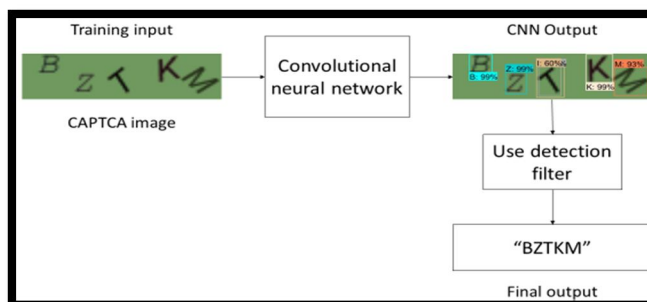 Training input
B Z T K M
CAPTCA image
Convolutional
neural network
CNN Output
B Z T K M
B: 99%
Z: 99%
I: 60%
K: 99%
M: 93%
Use detection
filter
“BZTKM”
Final output